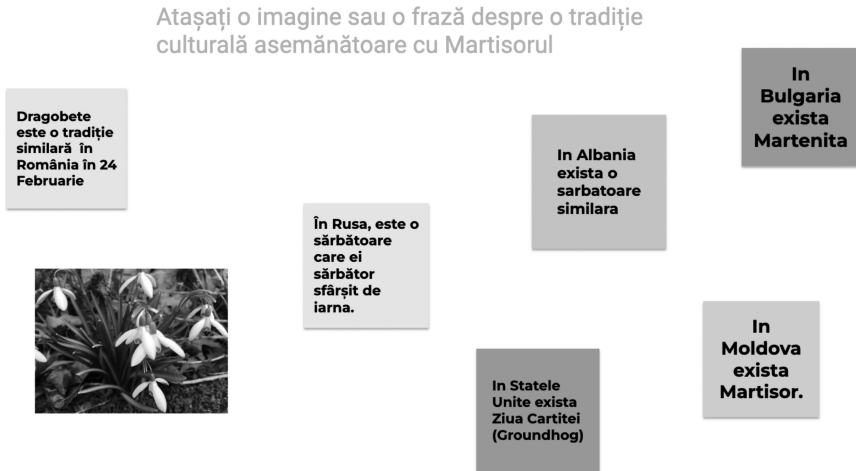 Atașați o imagine sau o frază despre o tradiție
culturală asemănătoare cu Martisorul
Dragobete
este o tradiție
similară în
România în 24
Februarie
În Rusa, este o
sărbătoare
care ei
sărbător
sfârșit de
iarna.
In Albania
exista o
sarbatoare
similara
In
Bulgaria
exista
Martenita
In Statele
Unite exista
Ziua Cartitei
(Groundhog)
In
Moldova
exista
Martisor.